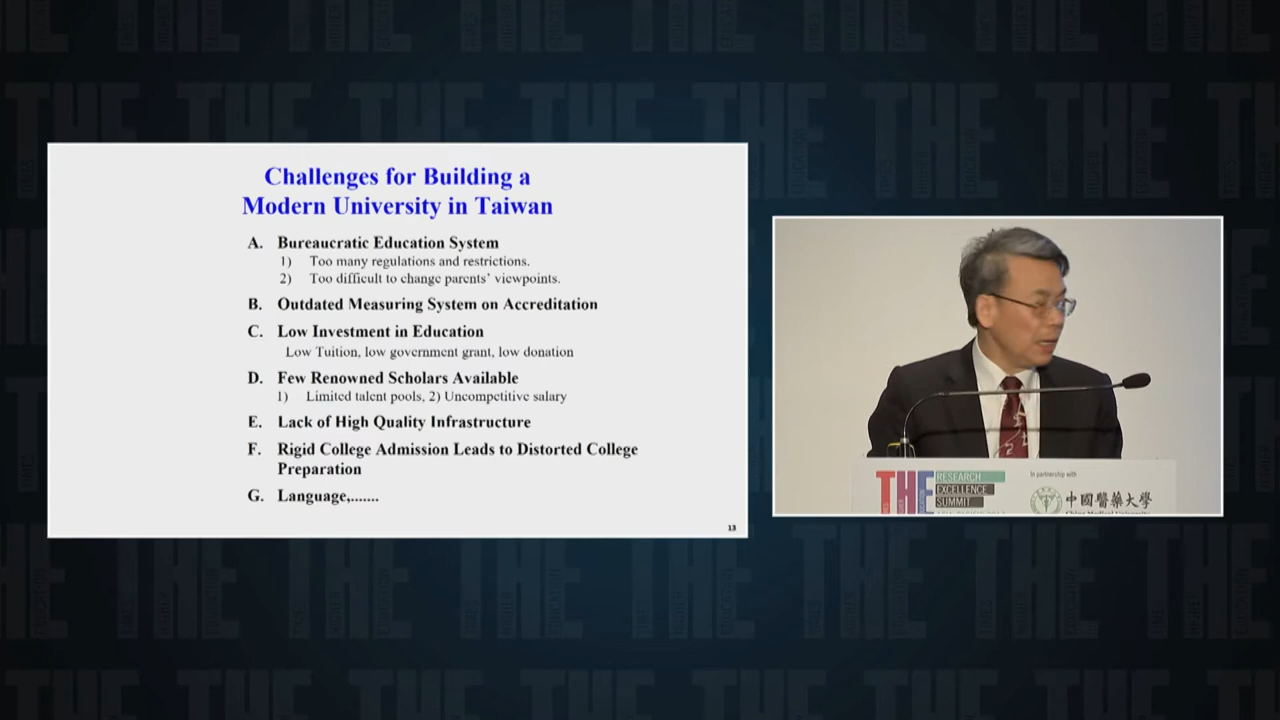 Challenges for Building a
Modern University in Taiwan
A. Bureaucratic Education System
1) Too many regulations and restrictions.
2) Too difficult to change parents' viewpoints.
B. Outdated Measuring System on Accreditation
C. Low Investment in Education
Low Tuition, low government grant, low donation
D. Few Renowned Scholars Available
1) Limited talent pools, 2) Uncompetitive salary
E. Lack of High Quality Infrastructure
F. Rigid College Admission Leads to Distorted College
Preparation
G. Language,.......
13
THE
RESEARCH
EXCELLENCE
SUMMIT
In partnership with
中國醫藥大學
China Medical University